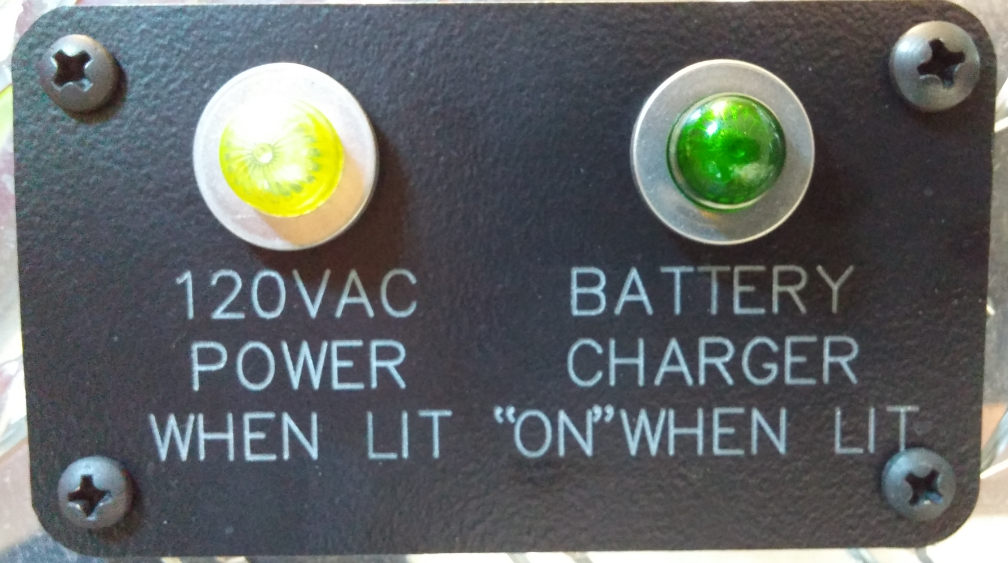 120VAC
POWER
WHEN LIT
BATTERY
CHARGER
“ON” WHEN LIT